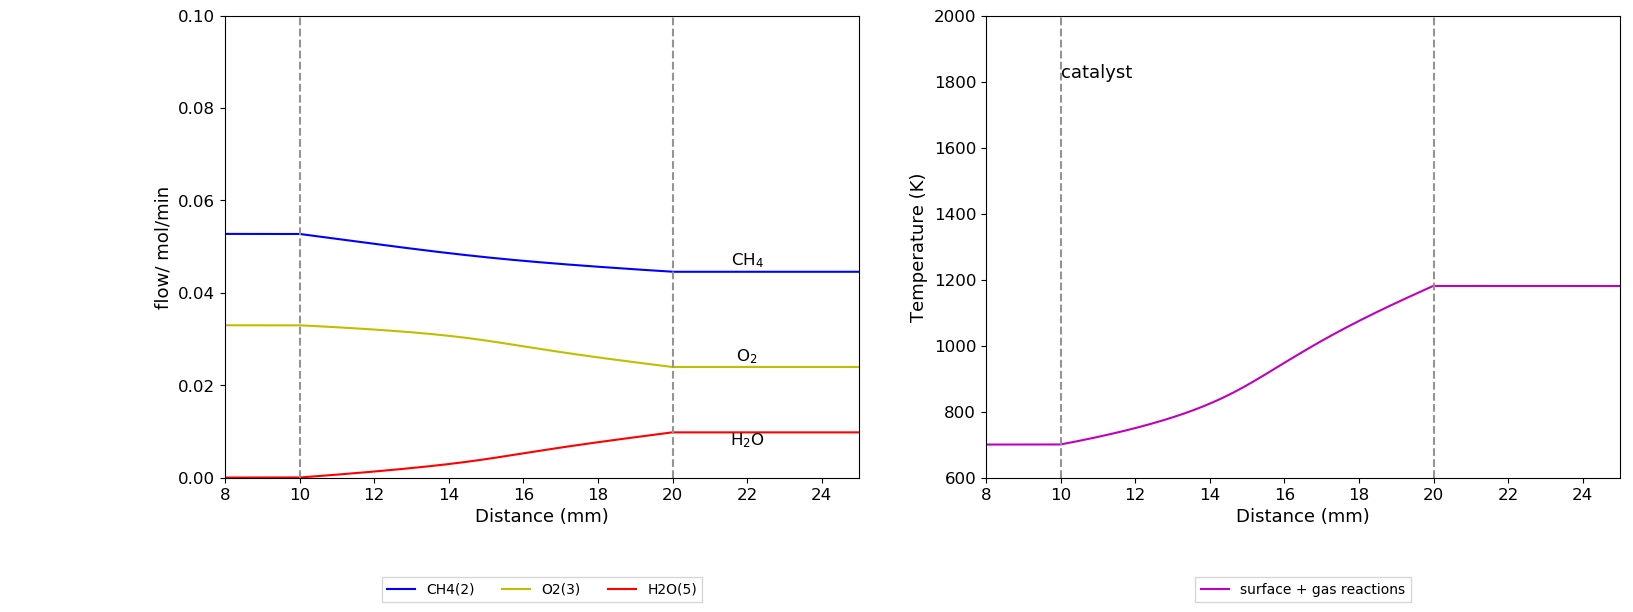 0.10
0.08
0.06
0.04
0.02
0.00
flow/ mol/min
CH₄
O₂
H₂O
8 10 12 14 16 18 20 22 24
Distance (mm)
CH4(2) O2(3) H2O(5)
2000
1800
1600
1400
1200
1000
800
600
Temperature (K)
catalyst
8 10 12 14 16 18 20 22 24
Distance (mm)
surface + gas reactions